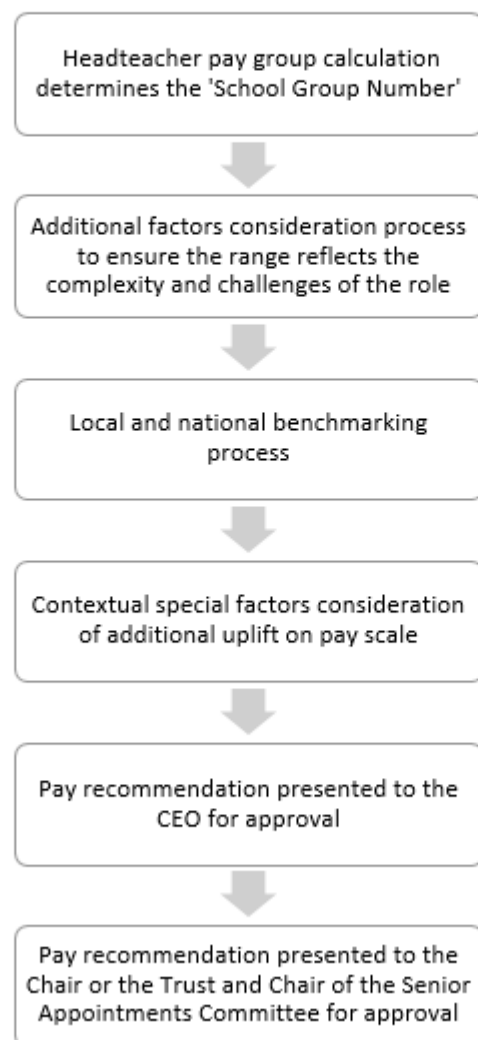 Headteacher pay group calculation
determines the 'School Group Number'
Additional factors consideration process
to ensure the range reflects the
complexity and challenges of the role
Local and national benchmarking
process
Contextual special factors consideration
of additional uplift on pay scale
Pay recommendation presented to the
CEO for approval
Pay recommendation presented to the
Chair or the Trust and Chair of the Senior
Appointments Committee for approval